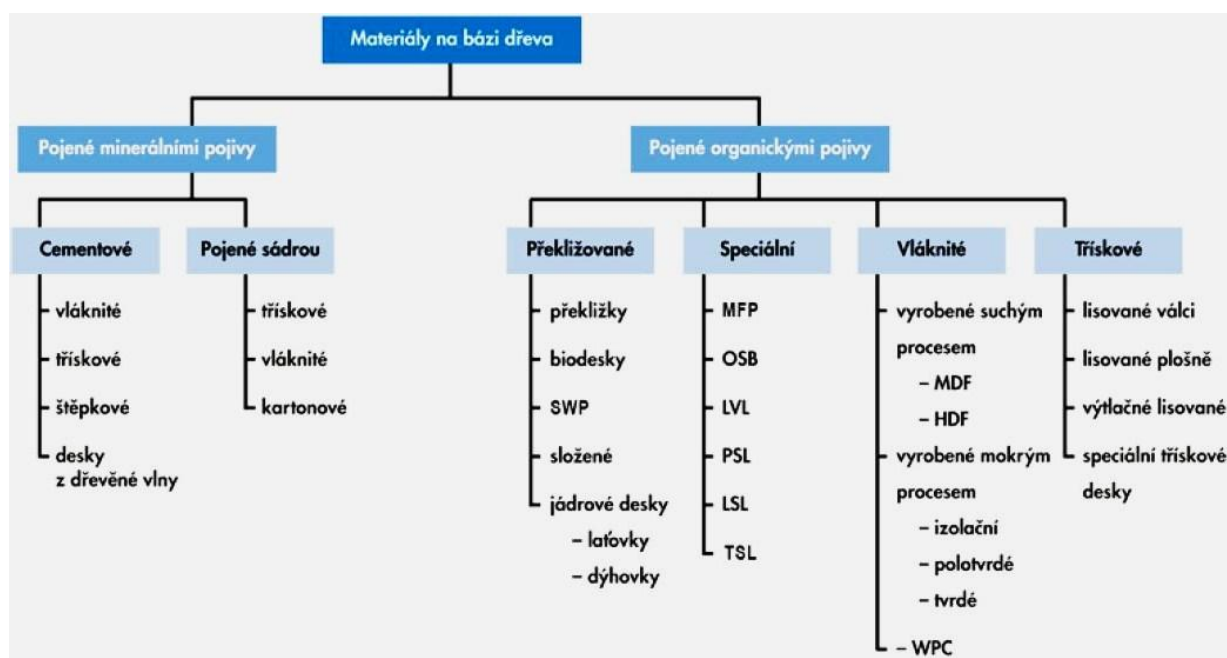 Materiály na bázi dřeva
Pojené minerálními pojivy
Pojené organickými pojivy
Cementové
Pojené sádrou
Překližované
Speciální
Vláknité
Třískové
vláknité
třískové
štěpkové
desky
z dřevěné vlny
třískové
vláknité
kartonové
překližky
biodesky
SWP
složené
jádrové desky
– laťovky
– dýhovky
MFP
OSB
LVL
PSL
LSL
TSL
vyrobené suchým
procesem
– MDF
– HDF
vyrobené mokrým
procesem
– izolační
– polotvrdé
– tvrdé
– WPC
lisované válci
lisované plošně
výtlačné lisované
speciální třískové
desky